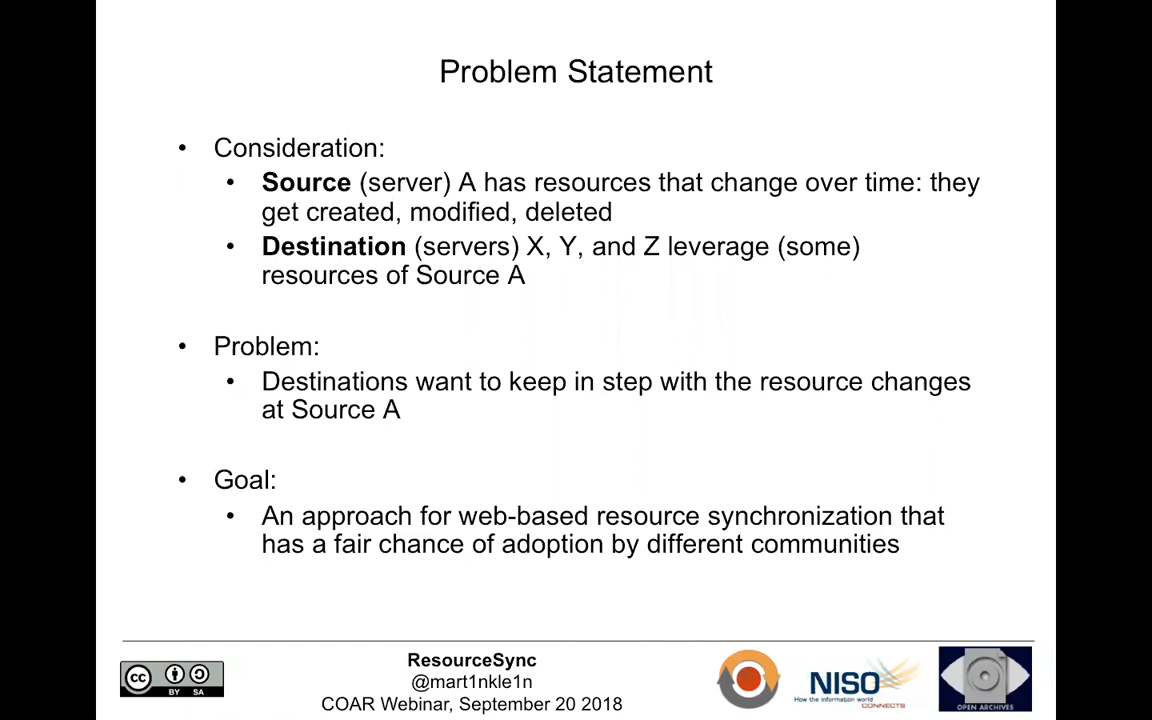 Problem Statement
• Consideration:
• Source (server) A has resources that change over time: they
get created, modified, deleted
• Destination (servers) X, Y, and Z leverage (some)
resources of Source A
• Problem:
• Destinations want to keep in step with the resource changes
at Source A
• Goal:
• An approach for web-based resource synchronization that
has a fair chance of adoption by different communities
ResourceSync
@mart1nkle1n
COAR Webinar, September 20 2018
cc
BY SA
NISO
How the information world
CONNECTS
OPEN ARCHIVES